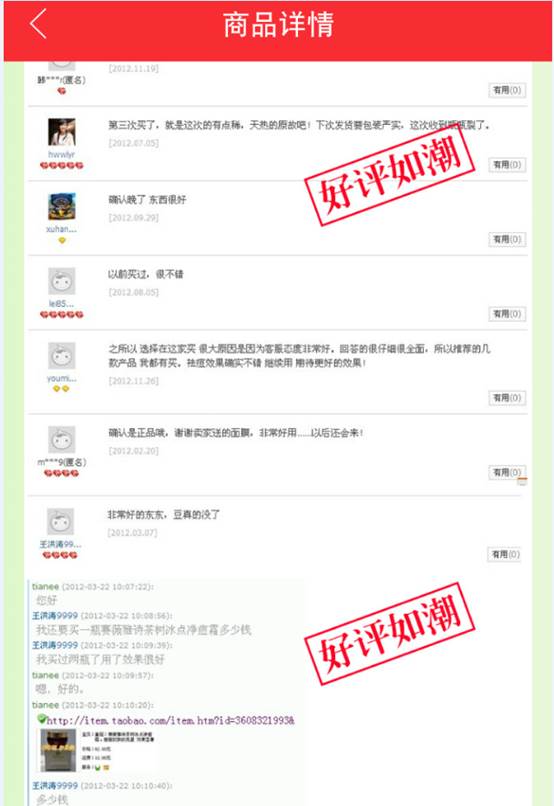 商品详情
韩***r(匿名)
[2012.11.19]
有用(0)
第三次买了，就是这次的有点稀，天热的原故吧！下次发货要包装严实，这次收到瓶瓶裂了。
[2012.07.05]
hwwlyr
有用(0)
好评如潮
确认晚了 东西很好
[2012.09.29]
xuhan...
有用(0)
以前买过，很不错
[2012.08.05]
lei85...
有用(0)
之所以 选择在这家买 很大原因是因为客服态度非常好，回答的很仔细很全面，所以推荐的几
款产品 我都有买。祛痘效果确实不错 继续用 期待更好的效果！
[2012.11.26]
youmi...
有用(0)
确认是正品哦，谢谢卖家送的面膜，非常好用......以后还会来！
[2012.02.20]
m***9(匿名)
有用(0)
非常好的东东，豆真的没了
[2012.03.07]
王洪涛99...
有用(0)
tianee (2012-03-22 10:07:22):
您好
王洪涛9999 (2012-03-22 10:08:56):
我还要买一瓶赛薇雅诗茶树冰点净痘霜多少钱
王洪涛9999 (2012-03-22 10:09:39):
我买过两瓶了用了效果很好
好评如潮
tianee (2012-03-22 10:09:57):
嗯，好的。
tianee (2012-03-22 10:10:20):
http://item.taobao.com/item.htm?id=3608321993&
王洪涛9999 (2012-03-22 10:10:40):
多少钱